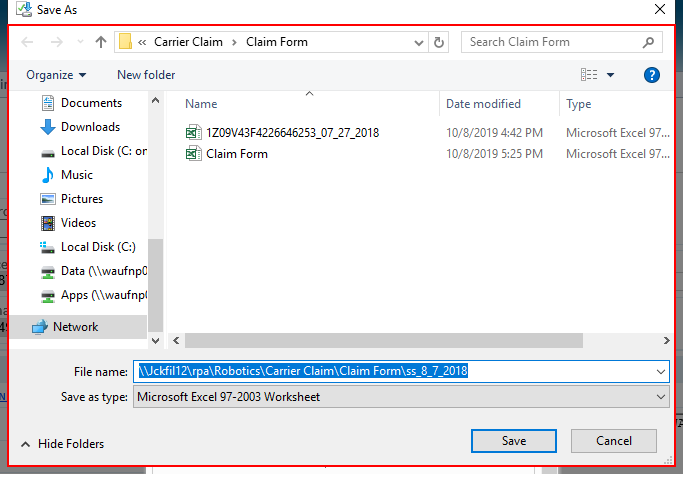 Save As
« Carrier Claim > Claim Form
Search Claim Form
Organize
New folder
?
Documents
Downloads
Local Disk (C: on
Music
Pictures
Videos
Local Disk (C:)
Data (\\waufnp0
Apps (\\waufnp0
Network
Name Date modified Type
1Z09V43F4226646253_07_27_2018 10/8/2019 4:42 PM Microsoft Excel 97...
Claim Form 10/8/2019 5:25 PM Microsoft Excel 97...
File name: \\Jckfil12\rpa\Robotics\Carrier Claim\Claim Form\ss_8_7_2018
Save as type: Microsoft Excel 97-2003 Worksheet
Hide Folders
Save
Cancel